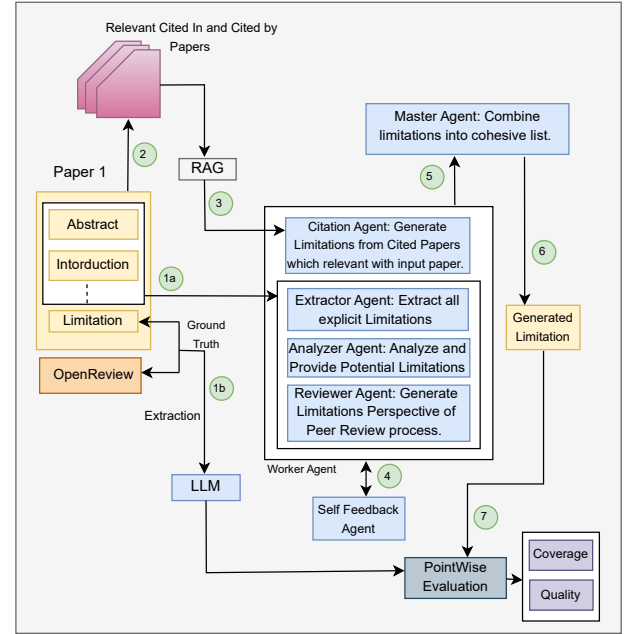 Relevant Cited In and Cited by
Papers
2
RAG
Paper 1
3
Abstract
Intorduction
1a
Limitation
Ground
Truth
OpenReview
1b
Extraction
LLM
Master Agent: Combine
limitations into cohesive list.
5
6
Citation Agent: Generate
Limitations from Cited Papers
which relevant with input paper.
Extractor Agent: Extract all
explicit Limitations
Analyzer Agent: Analyze and
Provide Potential Limitations
Reviewer Agent: Generate
Limitations Perspective of
Peer Review process.
Generated
Limitation
Worker Agent
4
Self Feedback
Agent
7
PointWise
Evaluation
Coverage
Quality